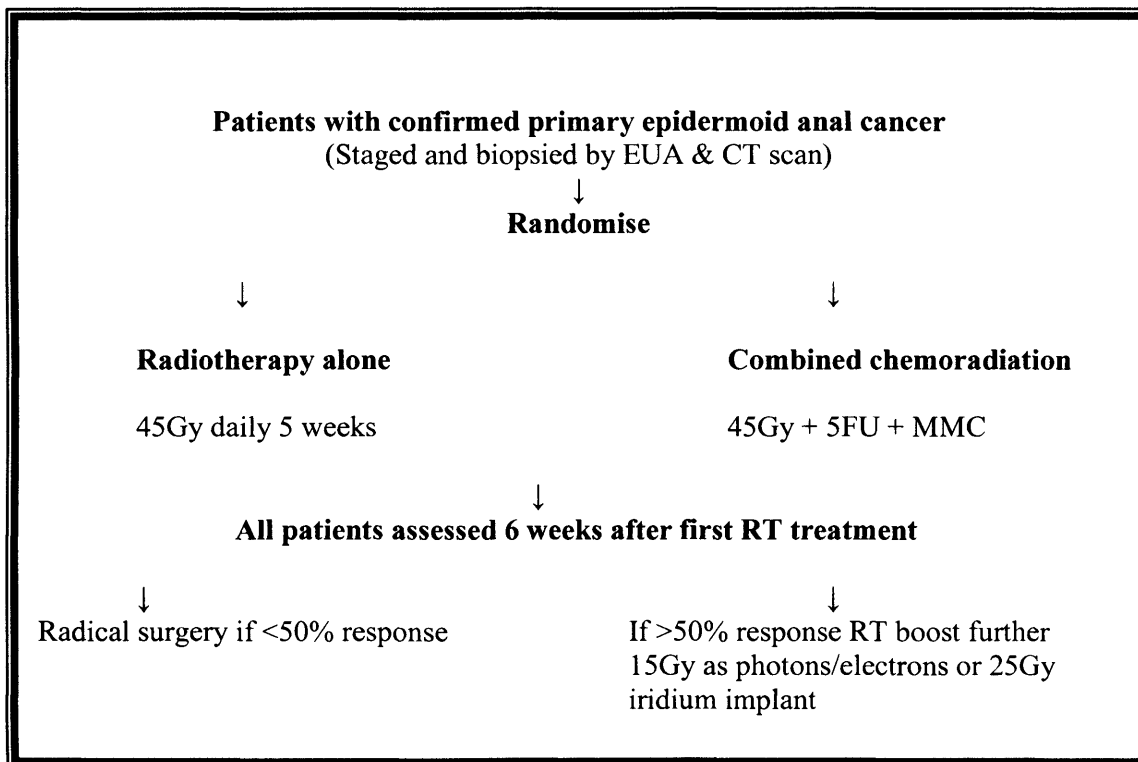 Patients with confirmed primary epidermoid anal cancer
(Staged and biopsied by EUA & CT scan)
↓
Randomise
↓ ↓
Radiotherapy alone Combined chemoradiation
45Gy daily 5 weeks 45Gy + 5FU + MMC
↓
All patients assessed 6 weeks after first RT treatment
↓ ↓
Radical surgery if <50% response If >50% response RT boost further
15Gy as photons/electrons or 25Gy
iridium implant